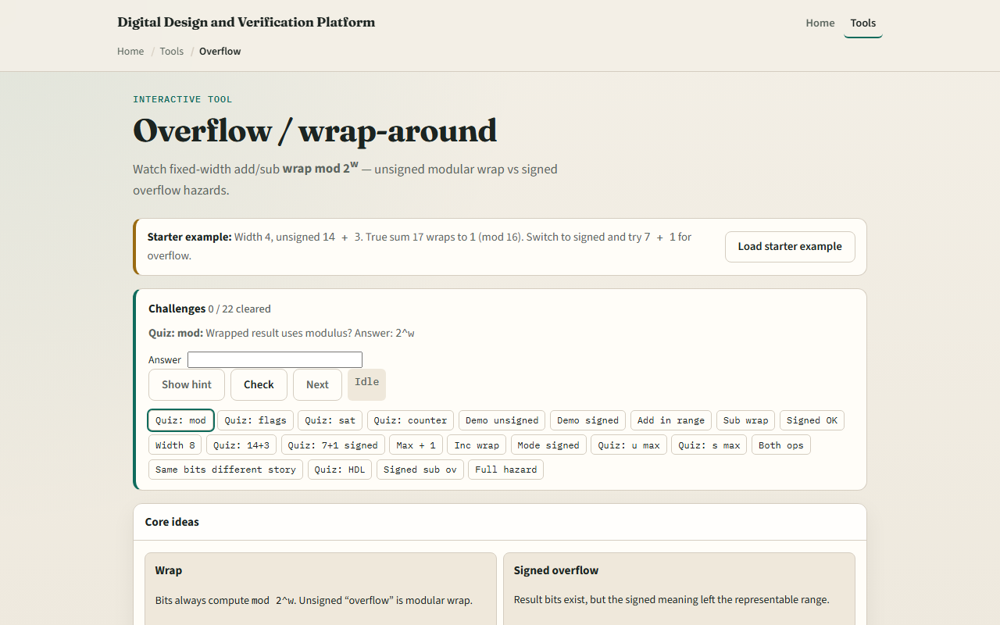 Digital Design and Verification Platform
Home Tools
Home / Tools / Overflow
INTERACTIVE TOOL
Overflow / wrap-around
Watch fixed-width add/sub wrap mod 2^w — unsigned modular wrap vs signed
overflow hazards.
Starter example: Width 4, unsigned 14 + 3. True sum 17 wraps to 1 (mod 16). Switch to signed and try 7 + 1 for
overflow.
Load starter example
Challenges 0 / 22 cleared
Quiz: mod: Wrapped result uses modulus? Answer: 2^w
Answer
Show hint Check Next Idle
Quiz: mod Quiz: flags Quiz: sat Quiz: counter Demo unsigned Demo signed Add in range Sub wrap Signed OK
Width 8 Quiz: 14+3 Quiz: 7+1 signed Max + 1 Inc wrap Mode signed Quiz: u max Quiz: s max Both ops
Same bits different story Quiz: HDL Signed sub ov Full hazard
Core ideas
Wrap
Bits always compute mod 2^w. Unsigned “overflow” is modular wrap.
Signed overflow
Result bits exist, but the signed meaning left the representable range.